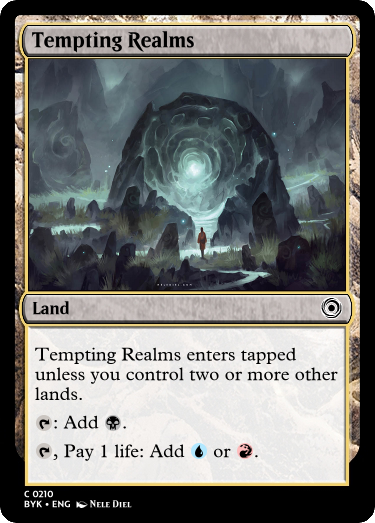 Tempting Realms
Land
Tempting Realms enters tapped
unless you control two or more other
lands.
: Add .
, Pay 1 life: Add or .
C 0210
BYK • ENG Nele Diel